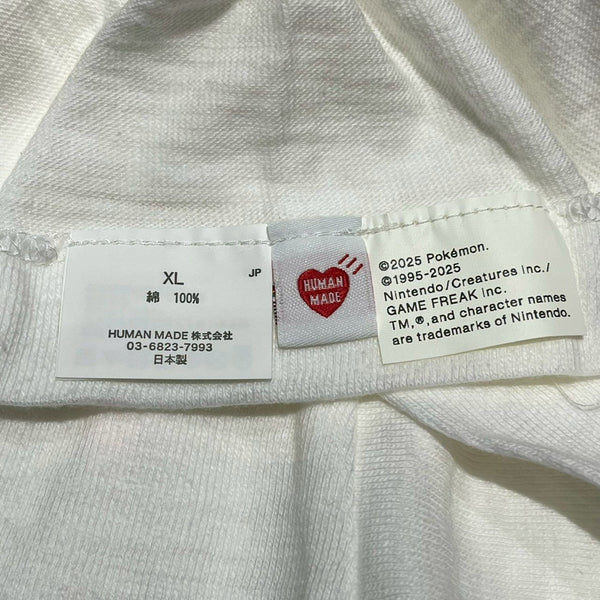 XL
JP
綿 100%
HUMAN MADE 株式会社
03-6823-7993
日本製
HUMAN
MADE
©2025 Pokémon.
©1995-2025
Nintendo/Creatures Inc./
GAME FREAK Inc.
TM,®,and character names
are trademarks of Nintendo.